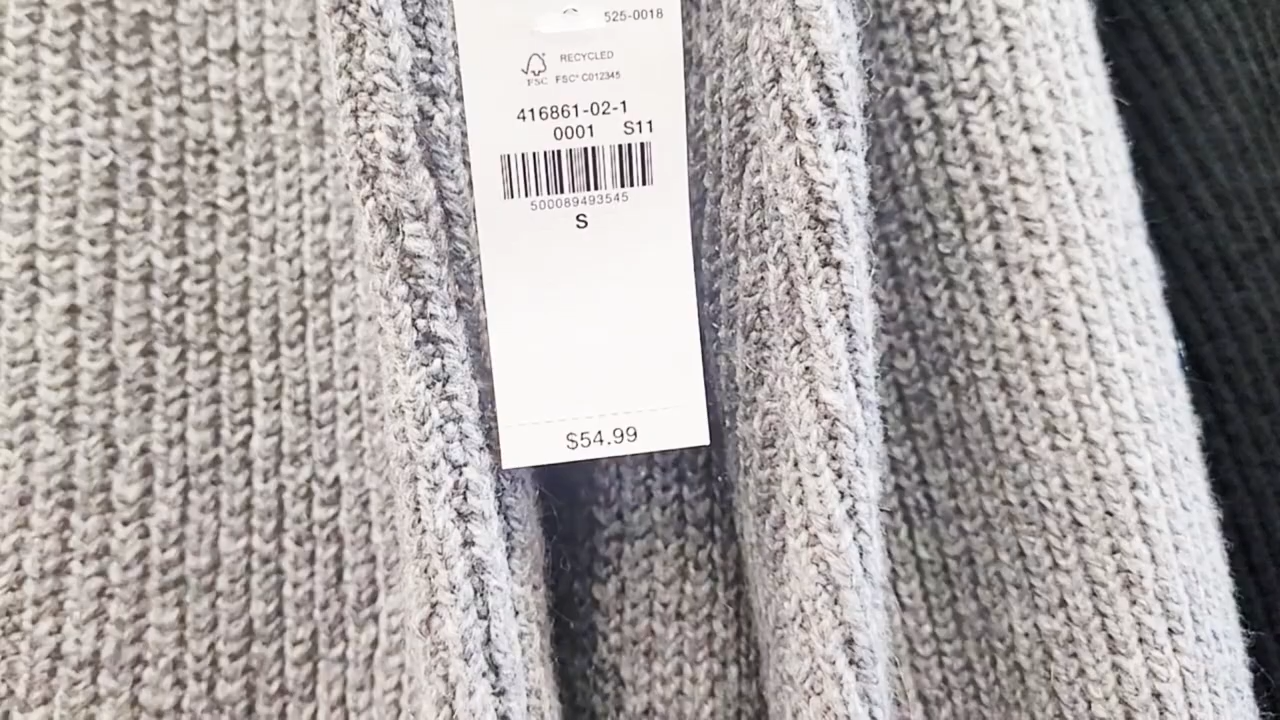 525-0018
RECYCLED
FSC FSC® C012345
416861-02-1
0001 S11
500089493545
S
$54.99